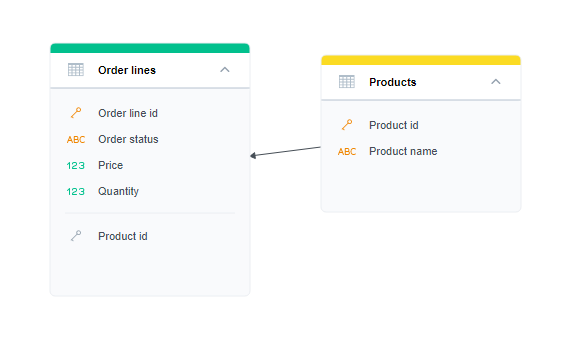 Order lines
Order line id
ABC Order status
123 Price
123 Quantity
Product id
Products
Product id
ABC Product name